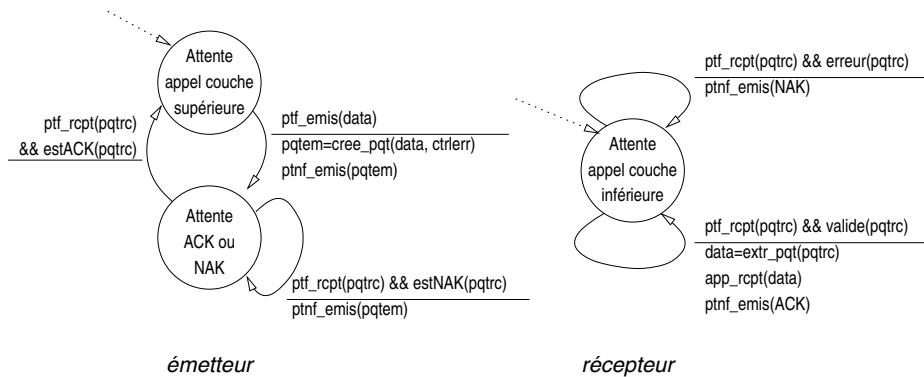 Attente
appel couche
supérieure
ptf_rcpt(pqtrc)
&& estACK(pqtrc)
ptf_emis(data)
pqtem=cree_pqt(data, ctrlerr)
ptnf_emis(pqtem)
Attente
ACK ou
NAK
ptf_rcpt(pqtrc) && estNAK(pqtrc)
ptnf_emis(pqtem)
émetteur
ptf_rcpt(pqtrc) && erreur(pqtrc)
ptnf_emis(NAK)
Attente
appel couche
inférieure
ptf_rcpt(pqtrc) && valide(pqtrc)
data=extr_pqt(pqtrc)
app_rcpt(data)
ptnf_emis(ACK)
récepteur